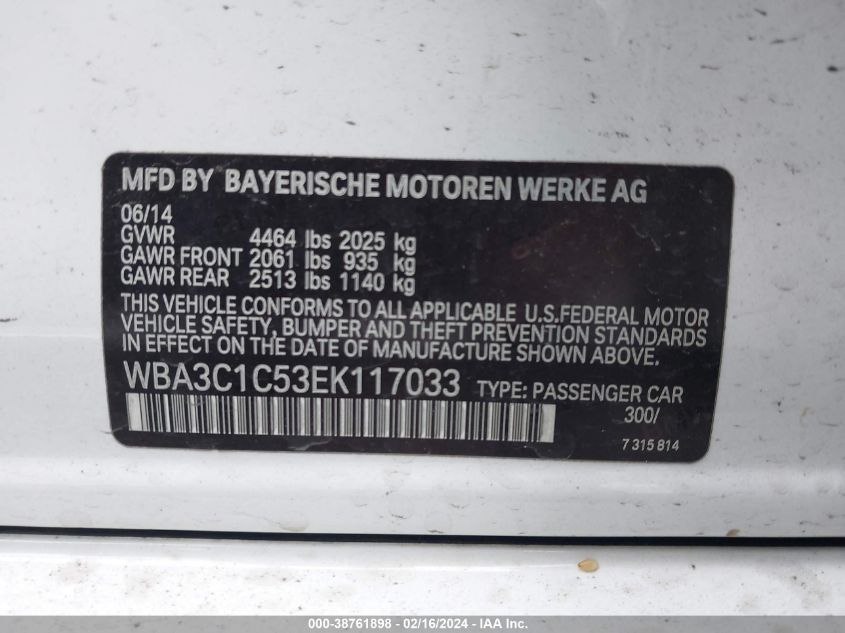 MFD BY BAYERISCHE MOTOREN WERKE AG
06/14
GVWR 4464 lbs 2025 kg
GAWR FRONT 2061 lbs 935 kg
GAWR REAR 2513 lbs 1140 kg
THIS VEHICLE CONFORMS TO ALL APPLICABLE U.S.FEDERAL MOTOR
VEHICLE SAFETY, BUMPER AND THEFT PREVENTION STANDARDS
IN EFFECT ON THE DATE OF MANUFACTURE SHOWN ABOVE.
WBA3C1C53EK117033 TYPE: PASSENGER CAR
300/
7315814
000-38761898 - 02/16/2024 - IAA Inc.